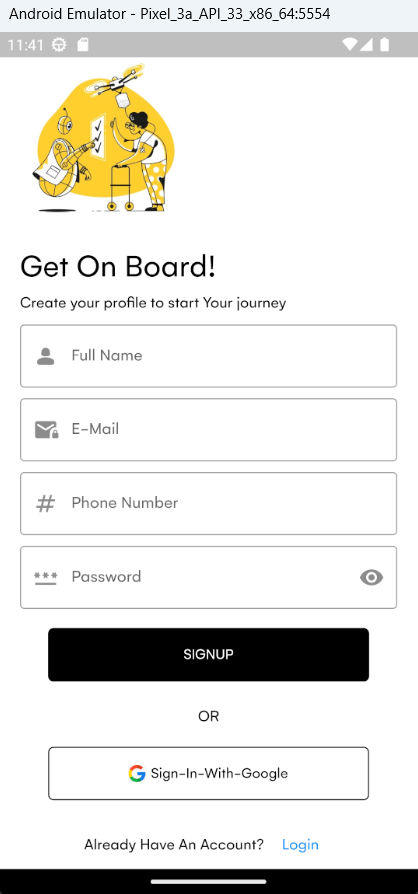 Android Emulator - Pixel_3a_API_33_x86_64:5554
11:41
Get On Board!
Create your profile to start Your journey
Full Name
E-Mail
# Phone Number
*** Password
SIGNUP
OR
G Sign-In-With-Google
Already Have An Account? Login